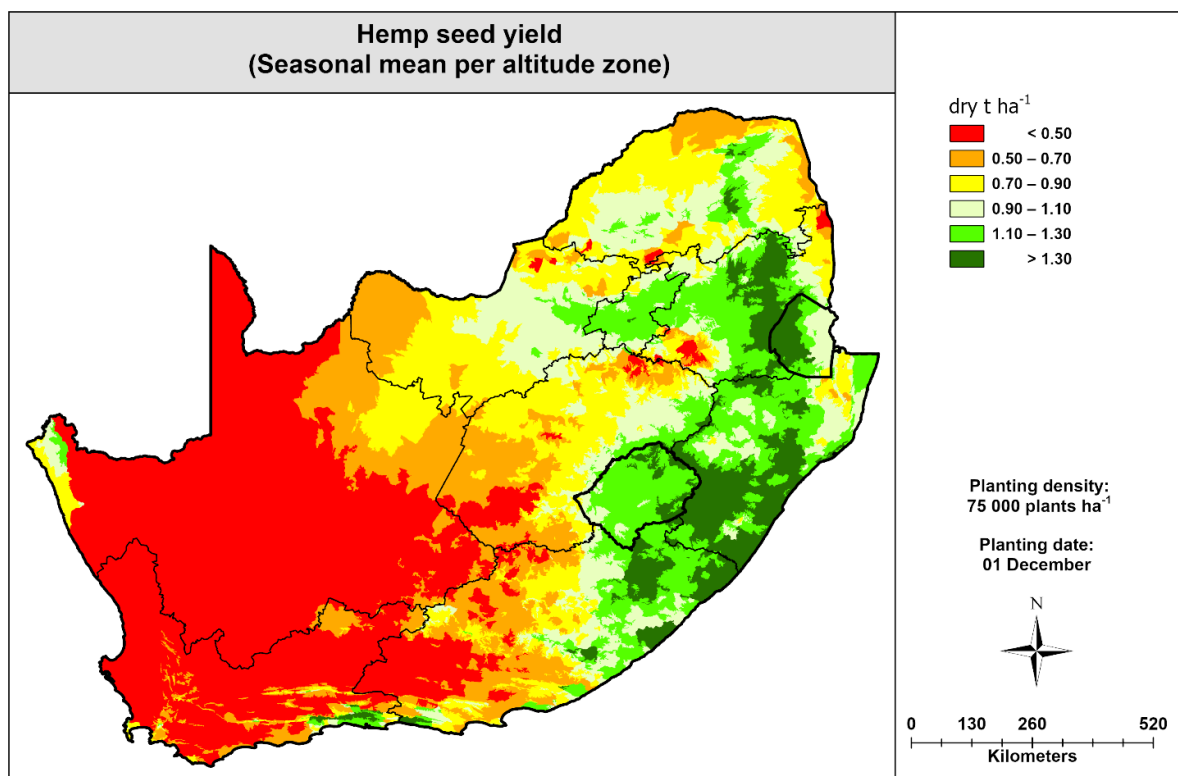 Hemp seed yield
(Seasonal mean per altitude zone)
dry t ha⁻¹
< 0.50
0.50 – 0.70
0.70 – 0.90
0.90 – 1.10
1.10 – 1.30
> 1.30
Planting density:
75 000 plants ha⁻¹
Planting date:
01 December
N
0 130 260 520
Kilometers